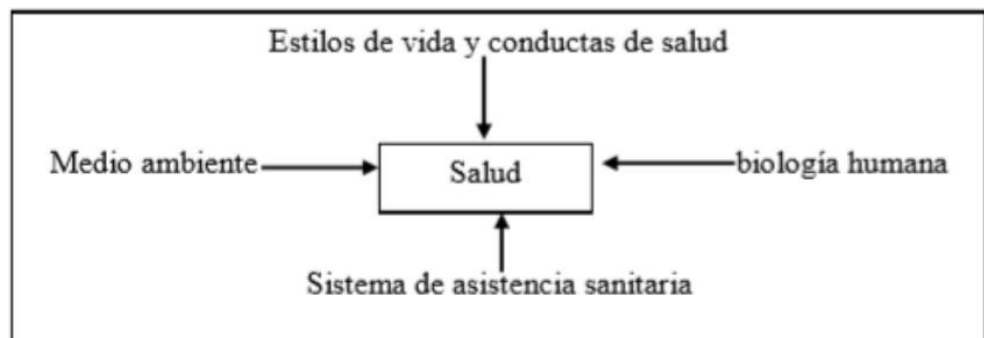 Estilos de vida y conductas de salud
Medio ambiente
Salud
biología humana
Sistema de asistencia sanitaria